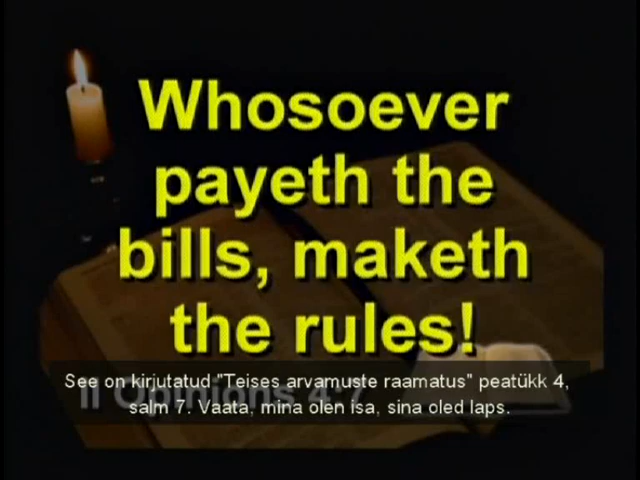 Whosoever
payeth the
bills, maketh
the rules!
II Opinions 4:7
See on kirjutatud "Teises arvamuste raamatus" peatükk 4,
salm 7. Vaata, mina olen isa, sina oled laps.